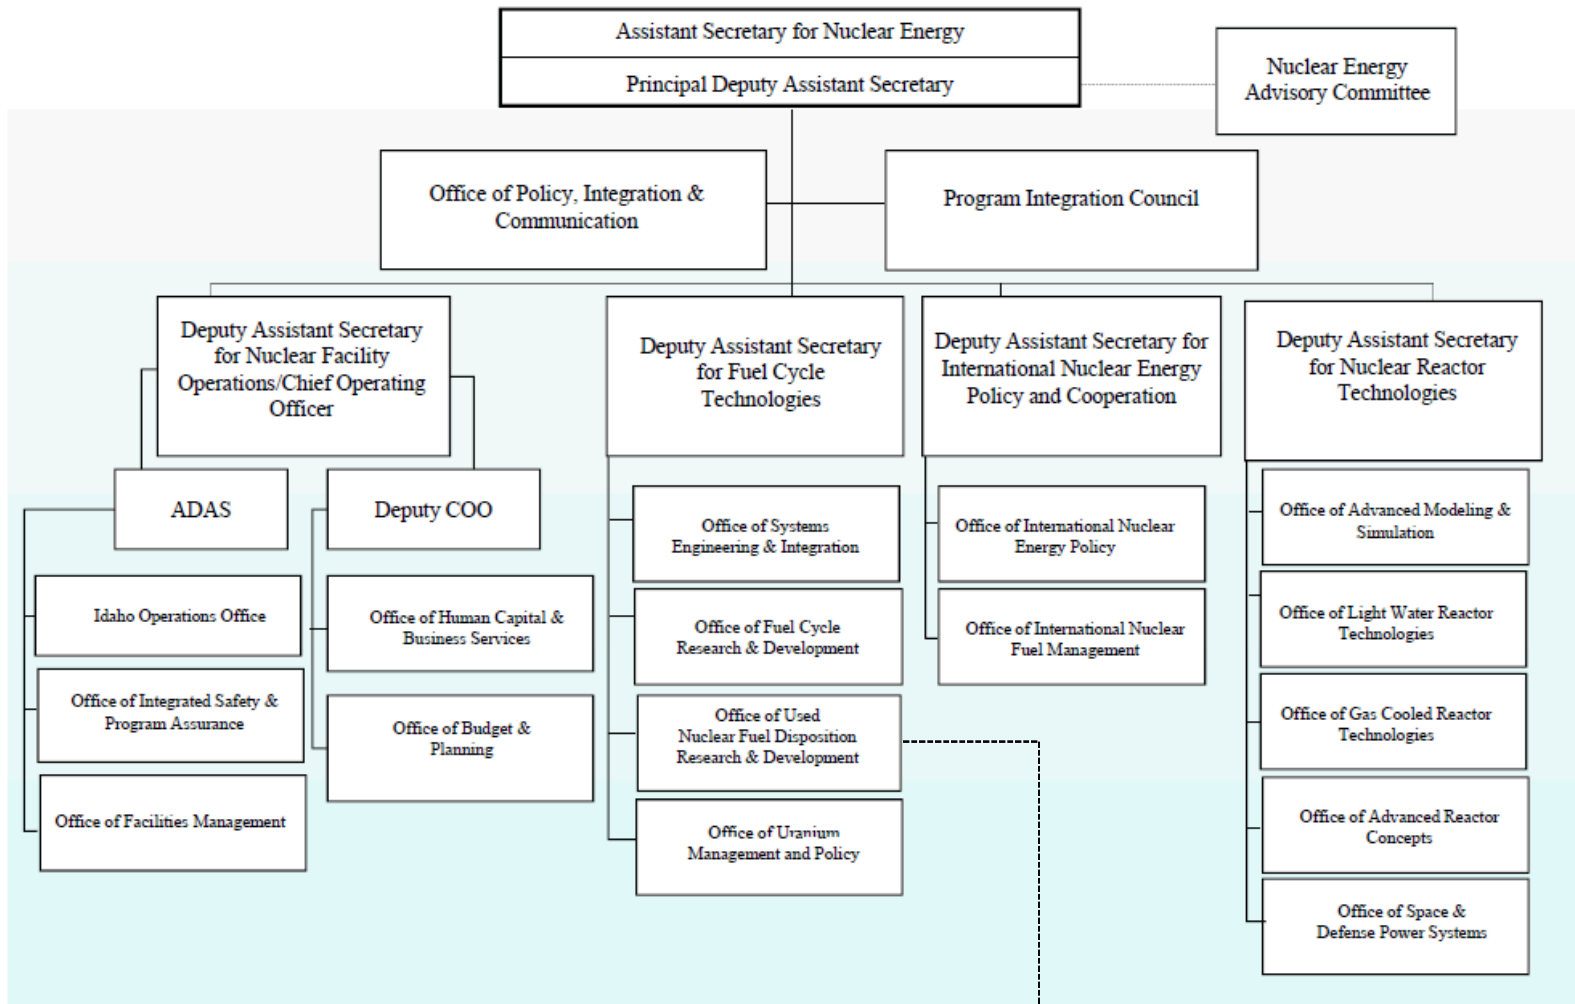 Assistant Secretary for Nuclear Energy
Principal Deputy Assistant Secretary
Nuclear Energy
Advisory Committee
Office of Policy, Integration &
Communication
Program Integration Council
Deputy Assistant Secretary
for Nuclear Facility
Operations/Chief Operating
Officer
Deputy Assistant Secretary
for Fuel Cycle
Technologies
Deputy Assistant Secretary for
International Nuclear Energy
Policy and Cooperation
Deputy Assistant Secretary
for Nuclear Reactor
Technologies
ADAS
Deputy COO
Idaho Operations Office
Office of Integrated Safety &
Program Assurance
Office of Facilities Management
Office of Human Capital &
Business Services
Office of Budget &
Planning
Office of Systems
Engineering & Integration
Office of Fuel Cycle
Research & Development
Office of Used
Nuclear Fuel Disposition
Research & Development
Office of Uranium
Management and Policy
Office of International Nuclear
Energy Policy
Office of International Nuclear
Fuel Management
Office of Advanced Modeling &
Simulation
Office of Light Water Reactor
Technologies
Office of Gas Cooled Reactor
Technologies
Office of Advanced Reactor
Concepts
Office of Space &
Defense Power Systems